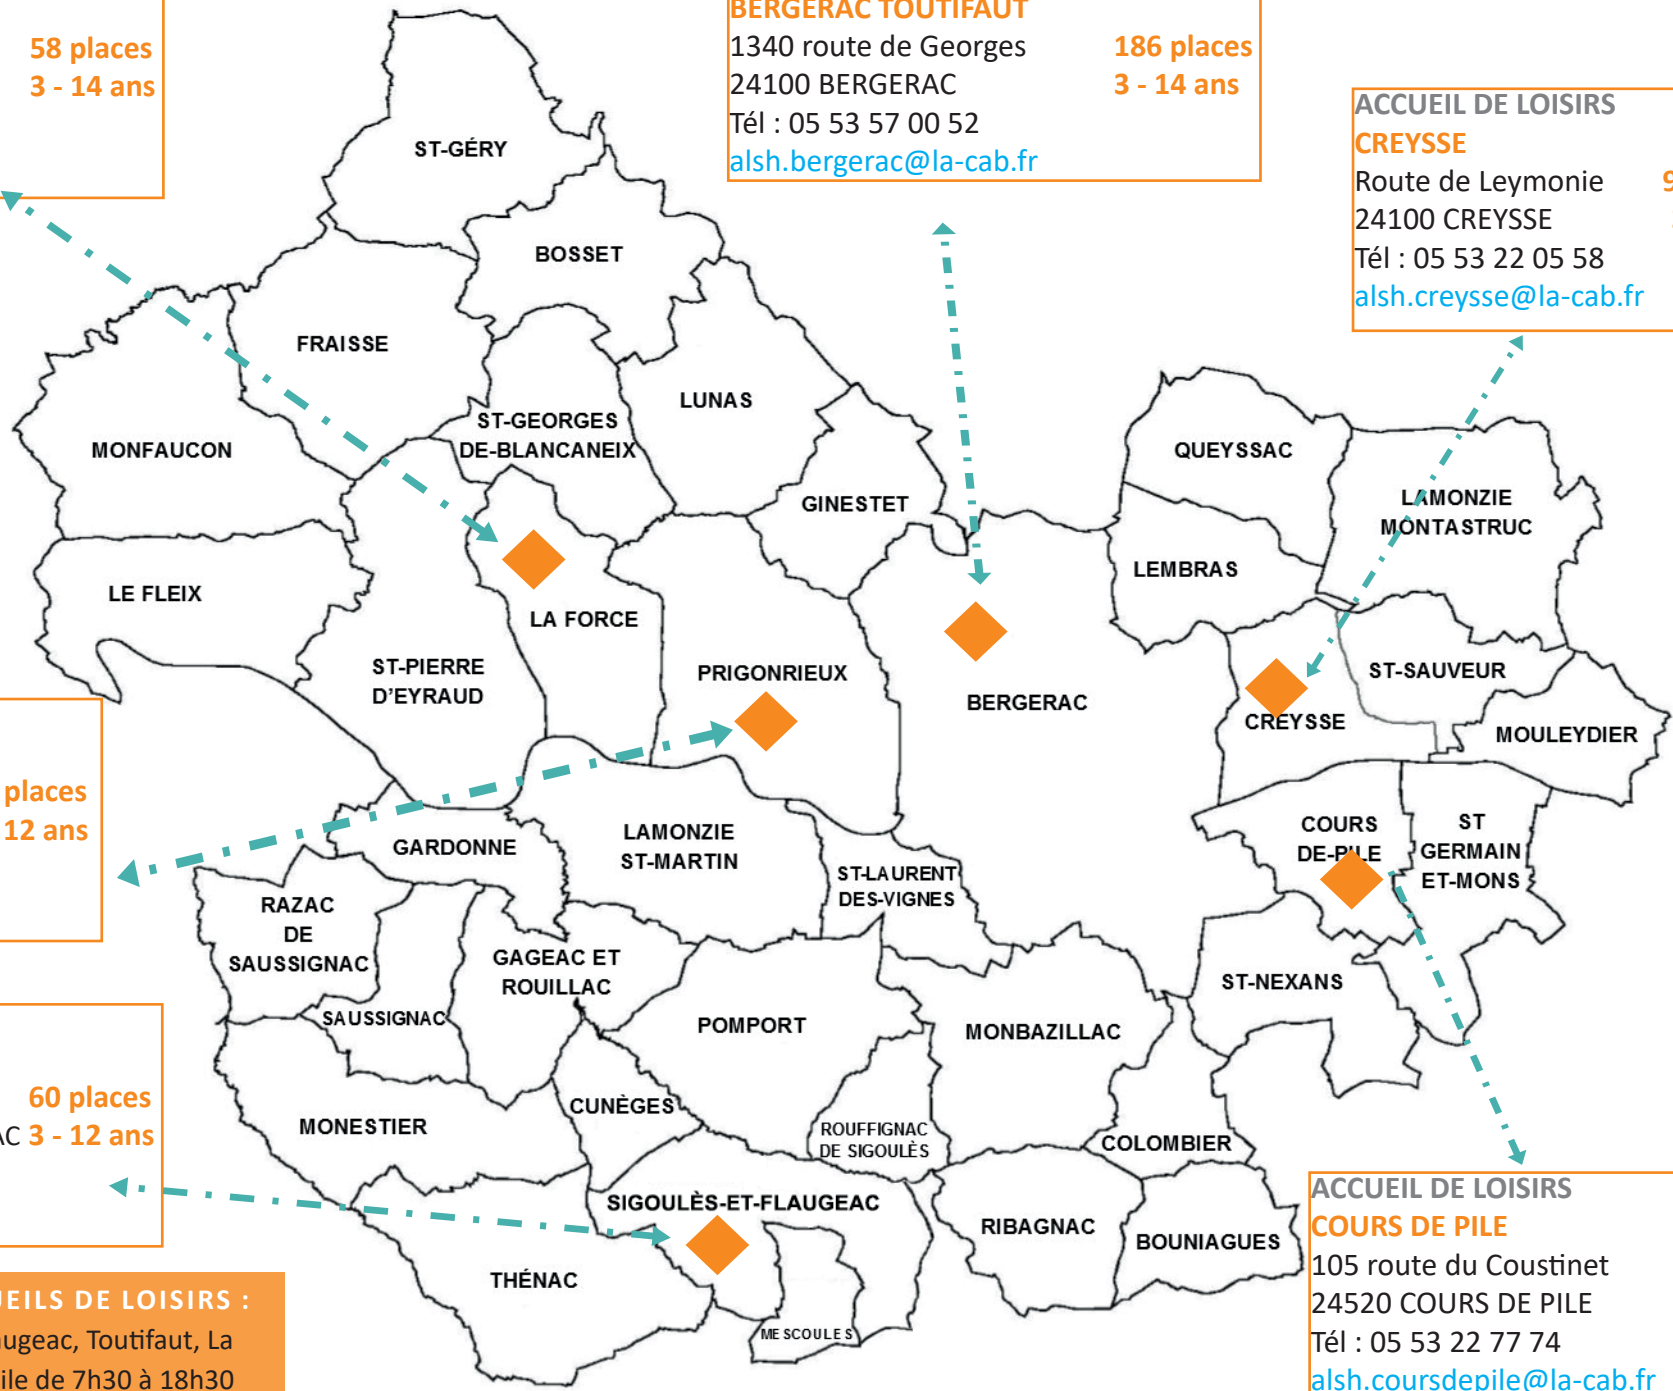 58 places
3 - 14 ans
BERGERAC TOUTIFAUT
1340 route de Georges 186 places
24100 BERGERAC 3 - 14 ans
Tél : 05 53 57 00 52
alsh.bergerac@la-cab.fr
ACCUEIL DE LOISIRS
CREYSSE
Route de Leymonie
24100 CREYSSE
Tél : 05 53 22 05 58
alsh.creysse@la-cab.fr
ST-GÉRY
BOSSET
FRAISSE
MONFAUCON
ST-GEORGES
DE-BLANCANEIX
LUNAS
GINESTET
QUEYSSAC
LAMONZIE
MONTASTRUC
LEMBRAS
LE FLEIX
LA FORCE
ST-PIERRE
D'EYRAUD
PRIGONRIEUX
BERGERAC
CREYSSE
ST-SAUVEUR
MOULEYDIER
places
12 ans
GARDONNE
LAMONZIE
ST-MARTIN
ST-LAURENT
DES-VIGNES
COURS
DE-PILE
ST
GERMAIN
ET-MONS
RAZAC
DE
SAUSSIGNAC
SAUSSIGNAC
GAGEAC ET
ROUILLAC
POMPORT
MONBAZILLAC
ST-NEXANS
60 places
AC 3 - 12 ans
MONESTIER
CUNÈGES
ROUFFIGNAC
DE SIGOULÈS
COLOMBIER
SIGOULÈS-ET-FLAUGEAC
RIBAGNAC
BOUNIAGUES
THÉNAC
MESCOULES
ACCUEIL DE LOISIRS
COURS DE PILE
105 route du Coustinet
24520 COURS DE PILE
Tél : 05 53 22 77 74
alsh.coursdepile@la-cab.fr
UEILS DE LOISIRS :
ugeac, Toutifaut, La
ile de 7h30 à 18h30